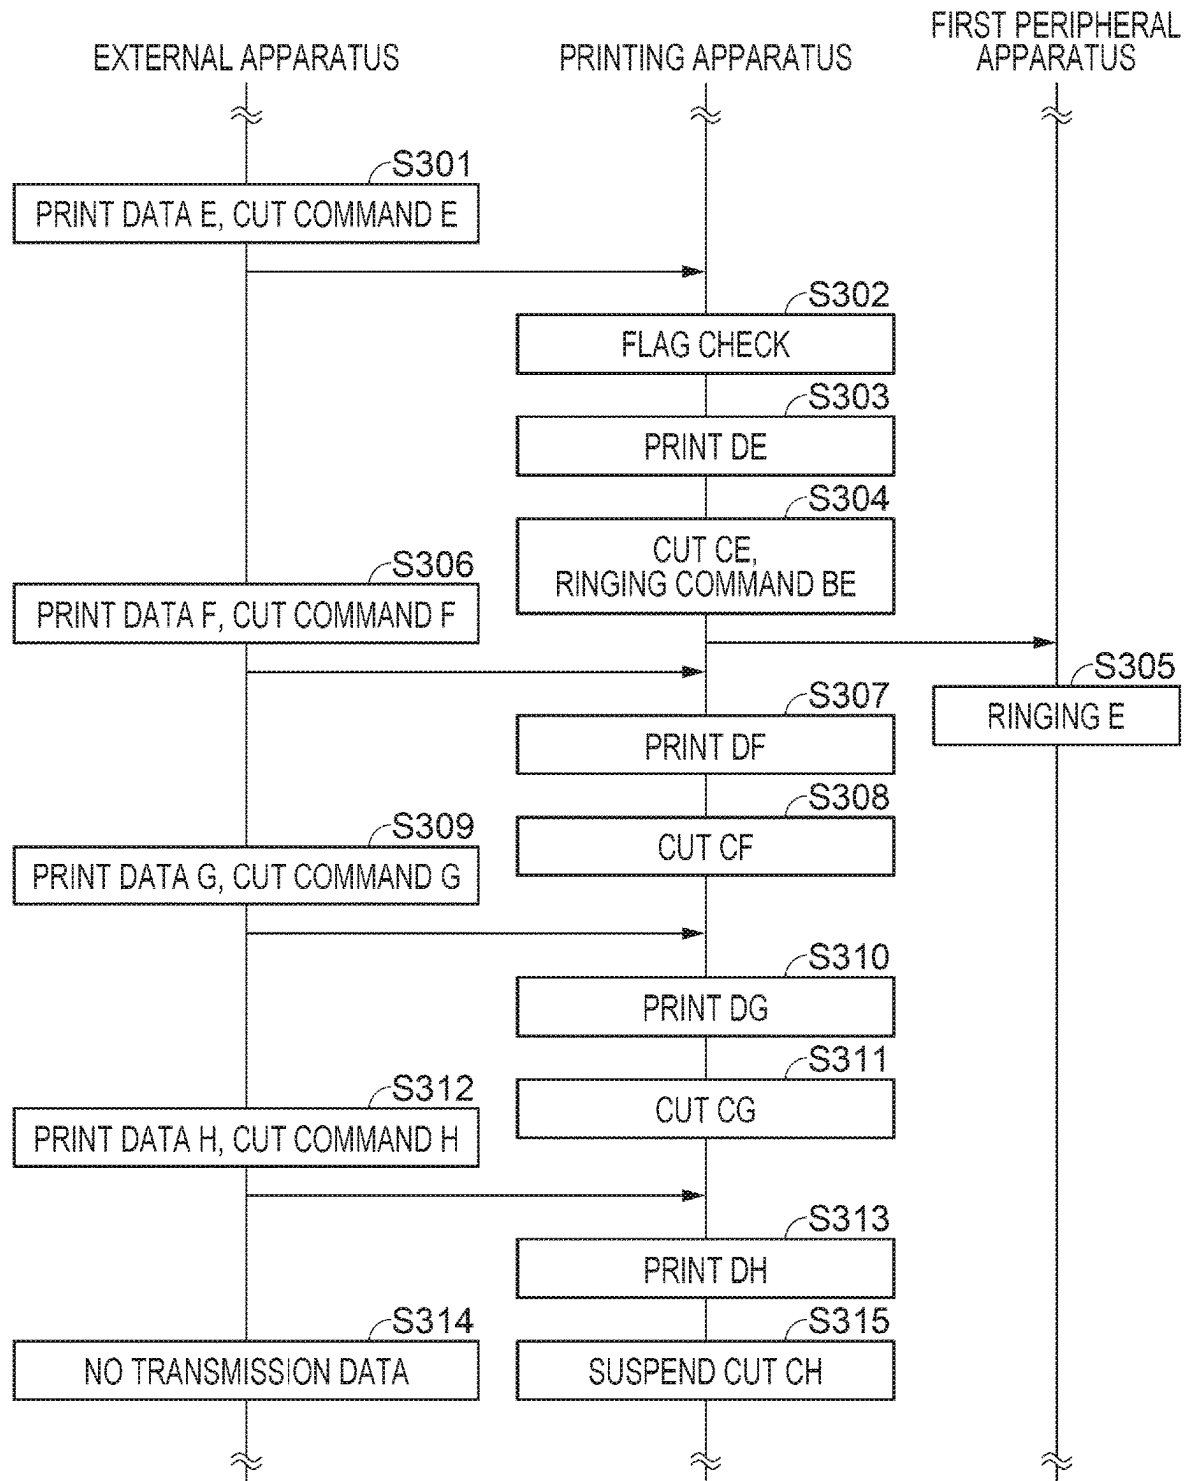 EXTERNAL APPARATUS
PRINTING APPARATUS
FIRST PERIPHERAL
APPARATUS
S301
PRINT DATA E, CUT COMMAND E
S302
FLAG CHECK
S303
PRINT DE
S304
CUT CE,
RINGING COMMAND BE
S306
PRINT DATA F, CUT COMMAND F
S305
RINGING E
S307
PRINT DF
S308
CUT CF
S309
PRINT DATA G, CUT COMMAND G
S310
PRINT DG
S311
CUT CG
S312
PRINT DATA H, CUT COMMAND H
S313
PRINT DH
S314
NO TRANSMISSION DATA
S315
SUSPEND CUT CH